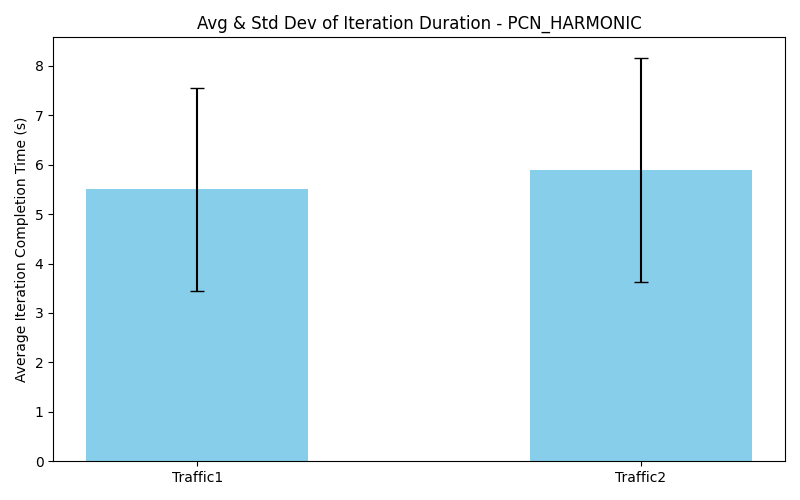 Avg & Std Dev of Iteration Duration - PCN_HARMONIC
Average Iteration Completion Time (s)
8
7
6
5
4
3
2
1
0
Traffic1
Traffic2